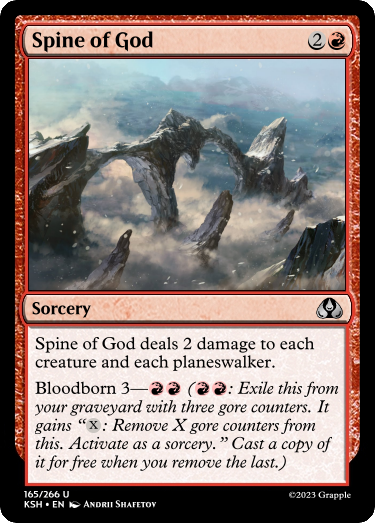 Spine of God 2
Sorcery
Spine of God deals 2 damage to each
creature and each planeswalker.
Bloodborn 3— ( : Exile this from
your graveyard with three gore counters. It
gains “X: Remove X gore counters from
this. Activate as a sorcery.” Cast a copy of
it for free when you remove the last.)
165/266 U
KSH • EN Andrii Shafetov
©2023 Grapple